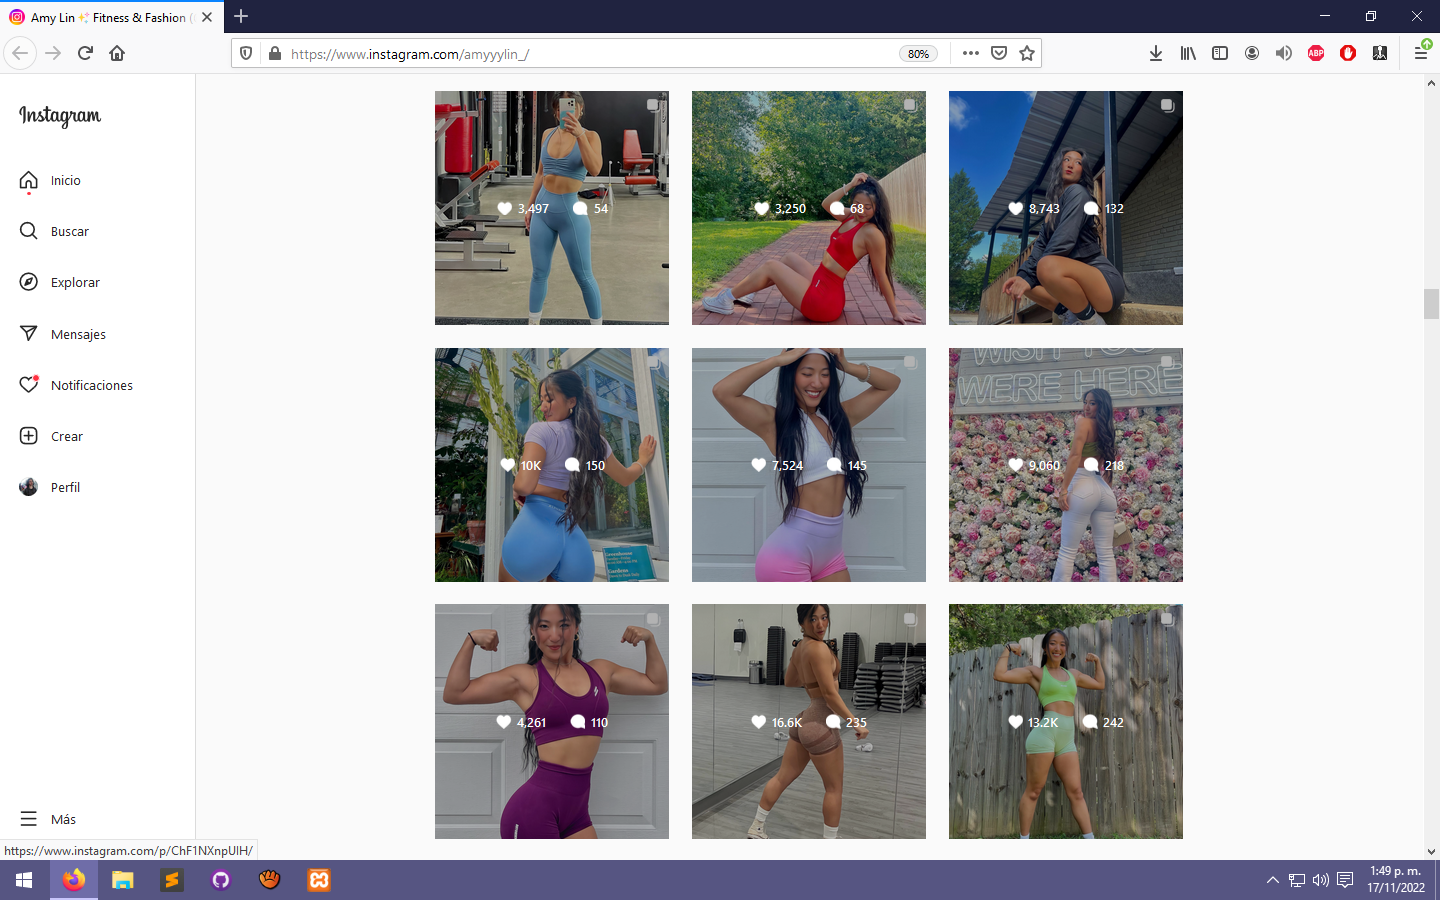 Amy Lin✨Fitness & Fashion (
https://www.instagram.com/amyyylin_/
80%
ABP
Instagram
Inicio
Buscar
Explorar
Mensajes
Notificaciones
Crear
Perfil
Más
3,497 54
3,250 68
8,743 132
WISH YOU
WERE HERE
10K 150
7,524 145
9,060 218
4,261 110
16.6K 235
13.2K 242
https://www.instagram.com/p/ChF1NXnpUIH/
1:49 p. m.
17/11/2022